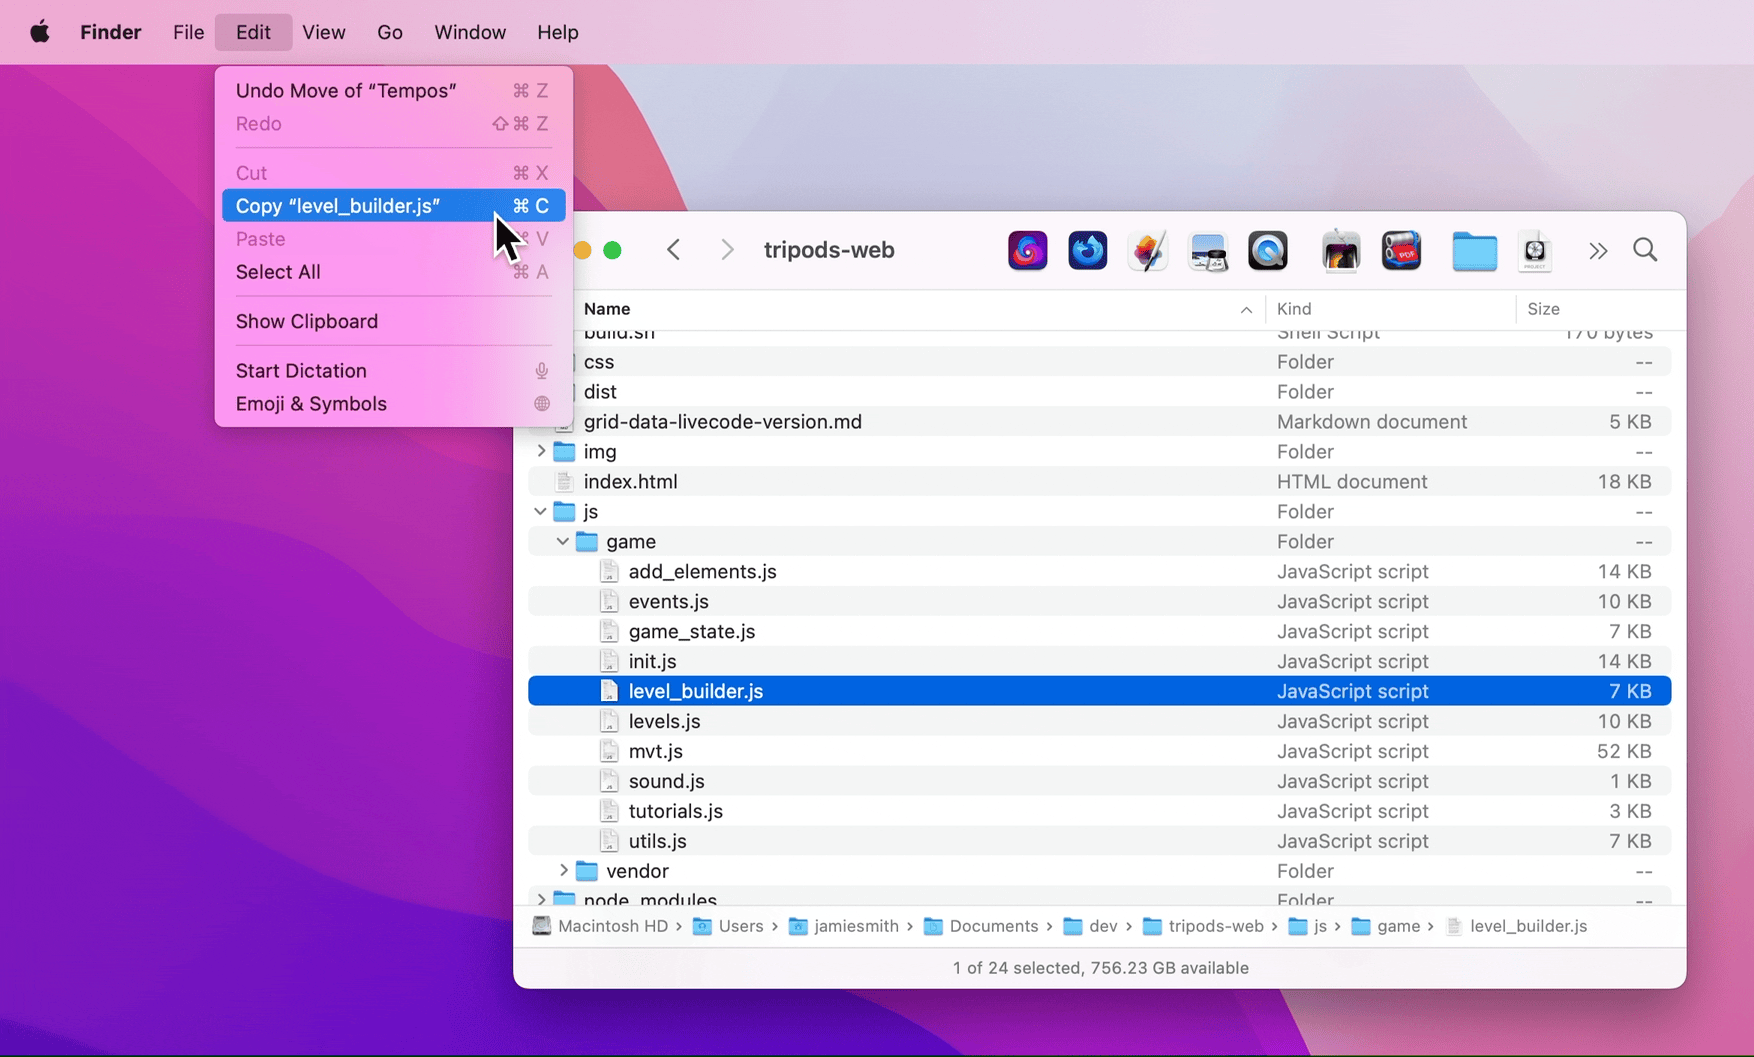 Finder File Edit View Go Window Help
Undo Move of “Tempos” ⌘ Z
Redo ⇧⌘ Z
Cut ⌘ X
Copy “level_builder.js” ⌘ C
Paste ⌘ V
Select All ⌘ A
Show Clipboard
Start Dictation
Emoji & Symbols
tripods-web
PDF
PROJECT
Name Kind Size
build.sh Shell Script 170 bytes
css Folder --
dist Folder --
grid-data-livecode-version.md Markdown document 5 KB
img Folder --
index.html HTML document 18 KB
js Folder --
game Folder --
add_elements.js JavaScript script 14 KB
events.js JavaScript script 10 KB
game_state.js JavaScript script 7 KB
init.js JavaScript script 14 KB
level_builder.js JavaScript script 7 KB
levels.js JavaScript script 10 KB
mvt.js JavaScript script 52 KB
sound.js JavaScript script 1 KB
tutorials.js JavaScript script 3 KB
utils.js JavaScript script 7 KB
vendor Folder --
node_modules Folder --
Macintosh HD › Users › jamiesmith › Documents › dev › tripods-web › js › game › level_builder.js
1 of 24 selected, 756.23 GB available